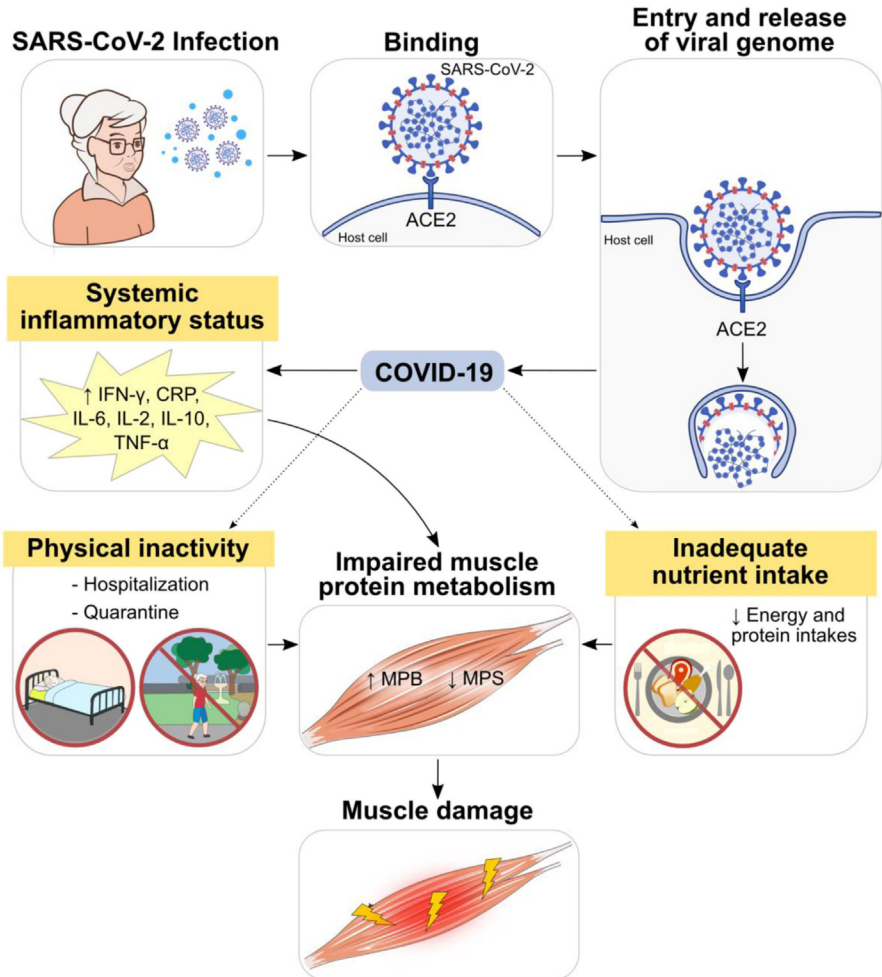 SARS-CoV-2 Infection
Binding
Entry and release
of viral genome
SARS-CoV-2
ACE2
Host cell
Host cell
ACE2
Systemic
inflammatory status
↑ IFN-γ, CRP,
IL-6, IL-2, IL-10,
TNF-α
COVID-19
Physical inactivity
- Hospitalization
- Quarantine
Impaired muscle
protein metabolism
↑ MPB
↓ MPS
Inadequate
nutrient intake
↓ Energy and
protein intakes
Muscle damage